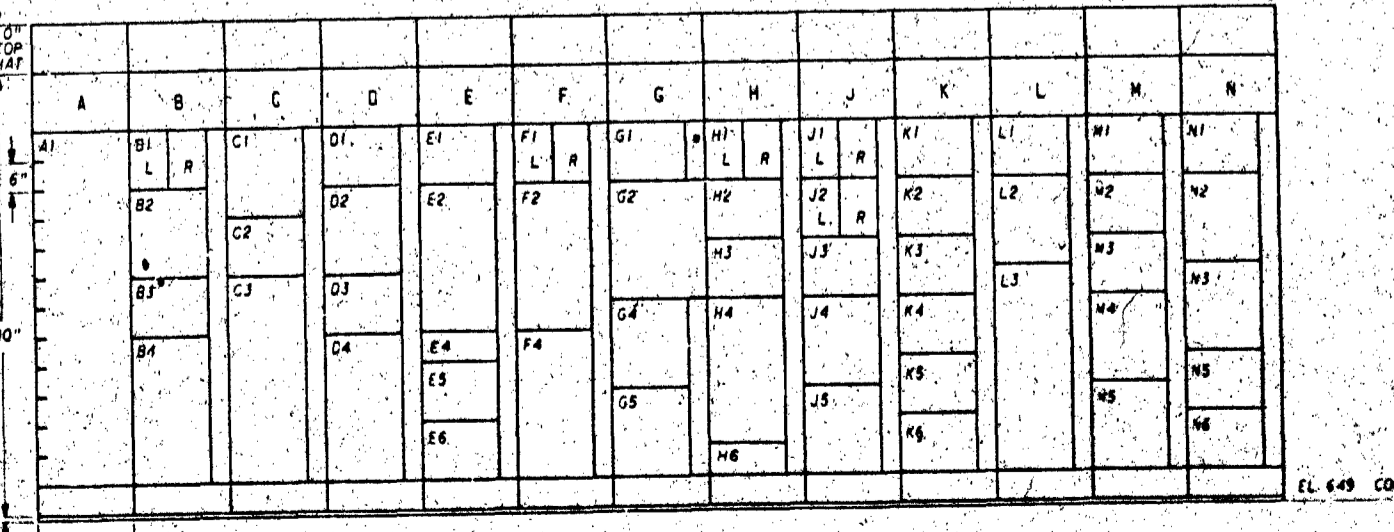 0"
TOP
HAT
A B C D E F G H J K L M N
A1 B1 C1 D1 E1 F1 G1 H1 J1 K1 L1 M1 N1
L R L R L R L R
6"
B2 D2 E2 F2 G2 H2 J2 K2 L2 M2 N2
L R
C2 H3 J3 K3 M3
B3 C3 D3 L3 N3
G4 H4 J4 K4 M4
0"
B4 D4 E4 F4
E5 G5 J5 K5 M5 N5
E6 H6 K6 N6
EL. 649 CO